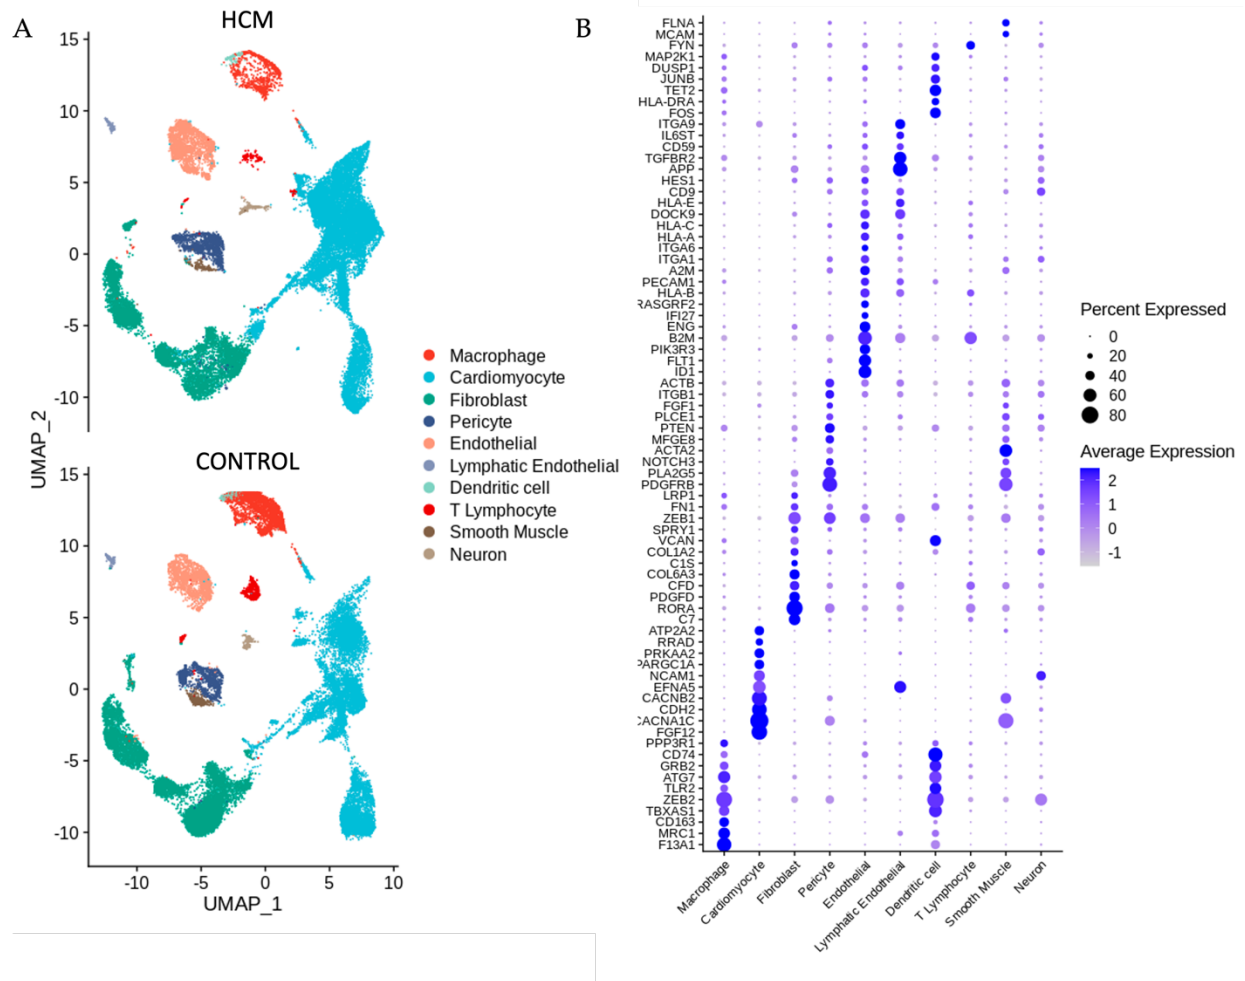 A
HCM
15
10
5
0
-5
-10
UMAP_2
CONTROL
15
10
5
0
-5
-10
-10 -5 0 5 10
UMAP_1
Macrophage
Cardiomyocyte
Fibroblast
Pericyte
Endothelial
Lymphatic Endothelial
Dendritic cell
T Lymphocyte
Smooth Muscle
Neuron
B
FLNA
MCAM
FYN
MAP2K1
DUSP1
JUNB
TET2
HLA-DRA
FOS
ITGA9
IL6ST
CD59
TGFBR2
APP
HES1
CD9
HLA-E
DOCK9
HLA-C
HLA-A
ITGA6
ITGA1
A2M
PECAM1
HLA-B
RASGRF2
IFI27
ENG
B2M
PIK3R3
FLT1
ID1
ACTB
ITGB1
FGF1
PLCE1
PTEN
MFGE8
ACTA2
NOTCH3
PLA2G5
PDGFRB
LRP1
FN1
ZEB1
SPRY1
VCAN
COL1A2
C1S
COL6A3
CFD
PDGFD
RORA
C7
ATP2A2
RRAD
PRKAA2
PARGC1A
NCAM1
EFNA5
CACNB2
CDH2
CACNA1C
FGF12
PPP3R1
CD74
GRB2
ATG7
TLR2
ZEB2
TBXAS1
CD163
MRC1
F13A1
Macrophage
Cardiomyocyte
Fibroblast
Pericyte
Endothelial
Lymphatic Endothelial
Dendritic cell
T Lymphocyte
Smooth Muscle
Neuron
Percent Expressed
0
20
40
60
80
Average Expression
2
1
0
-1